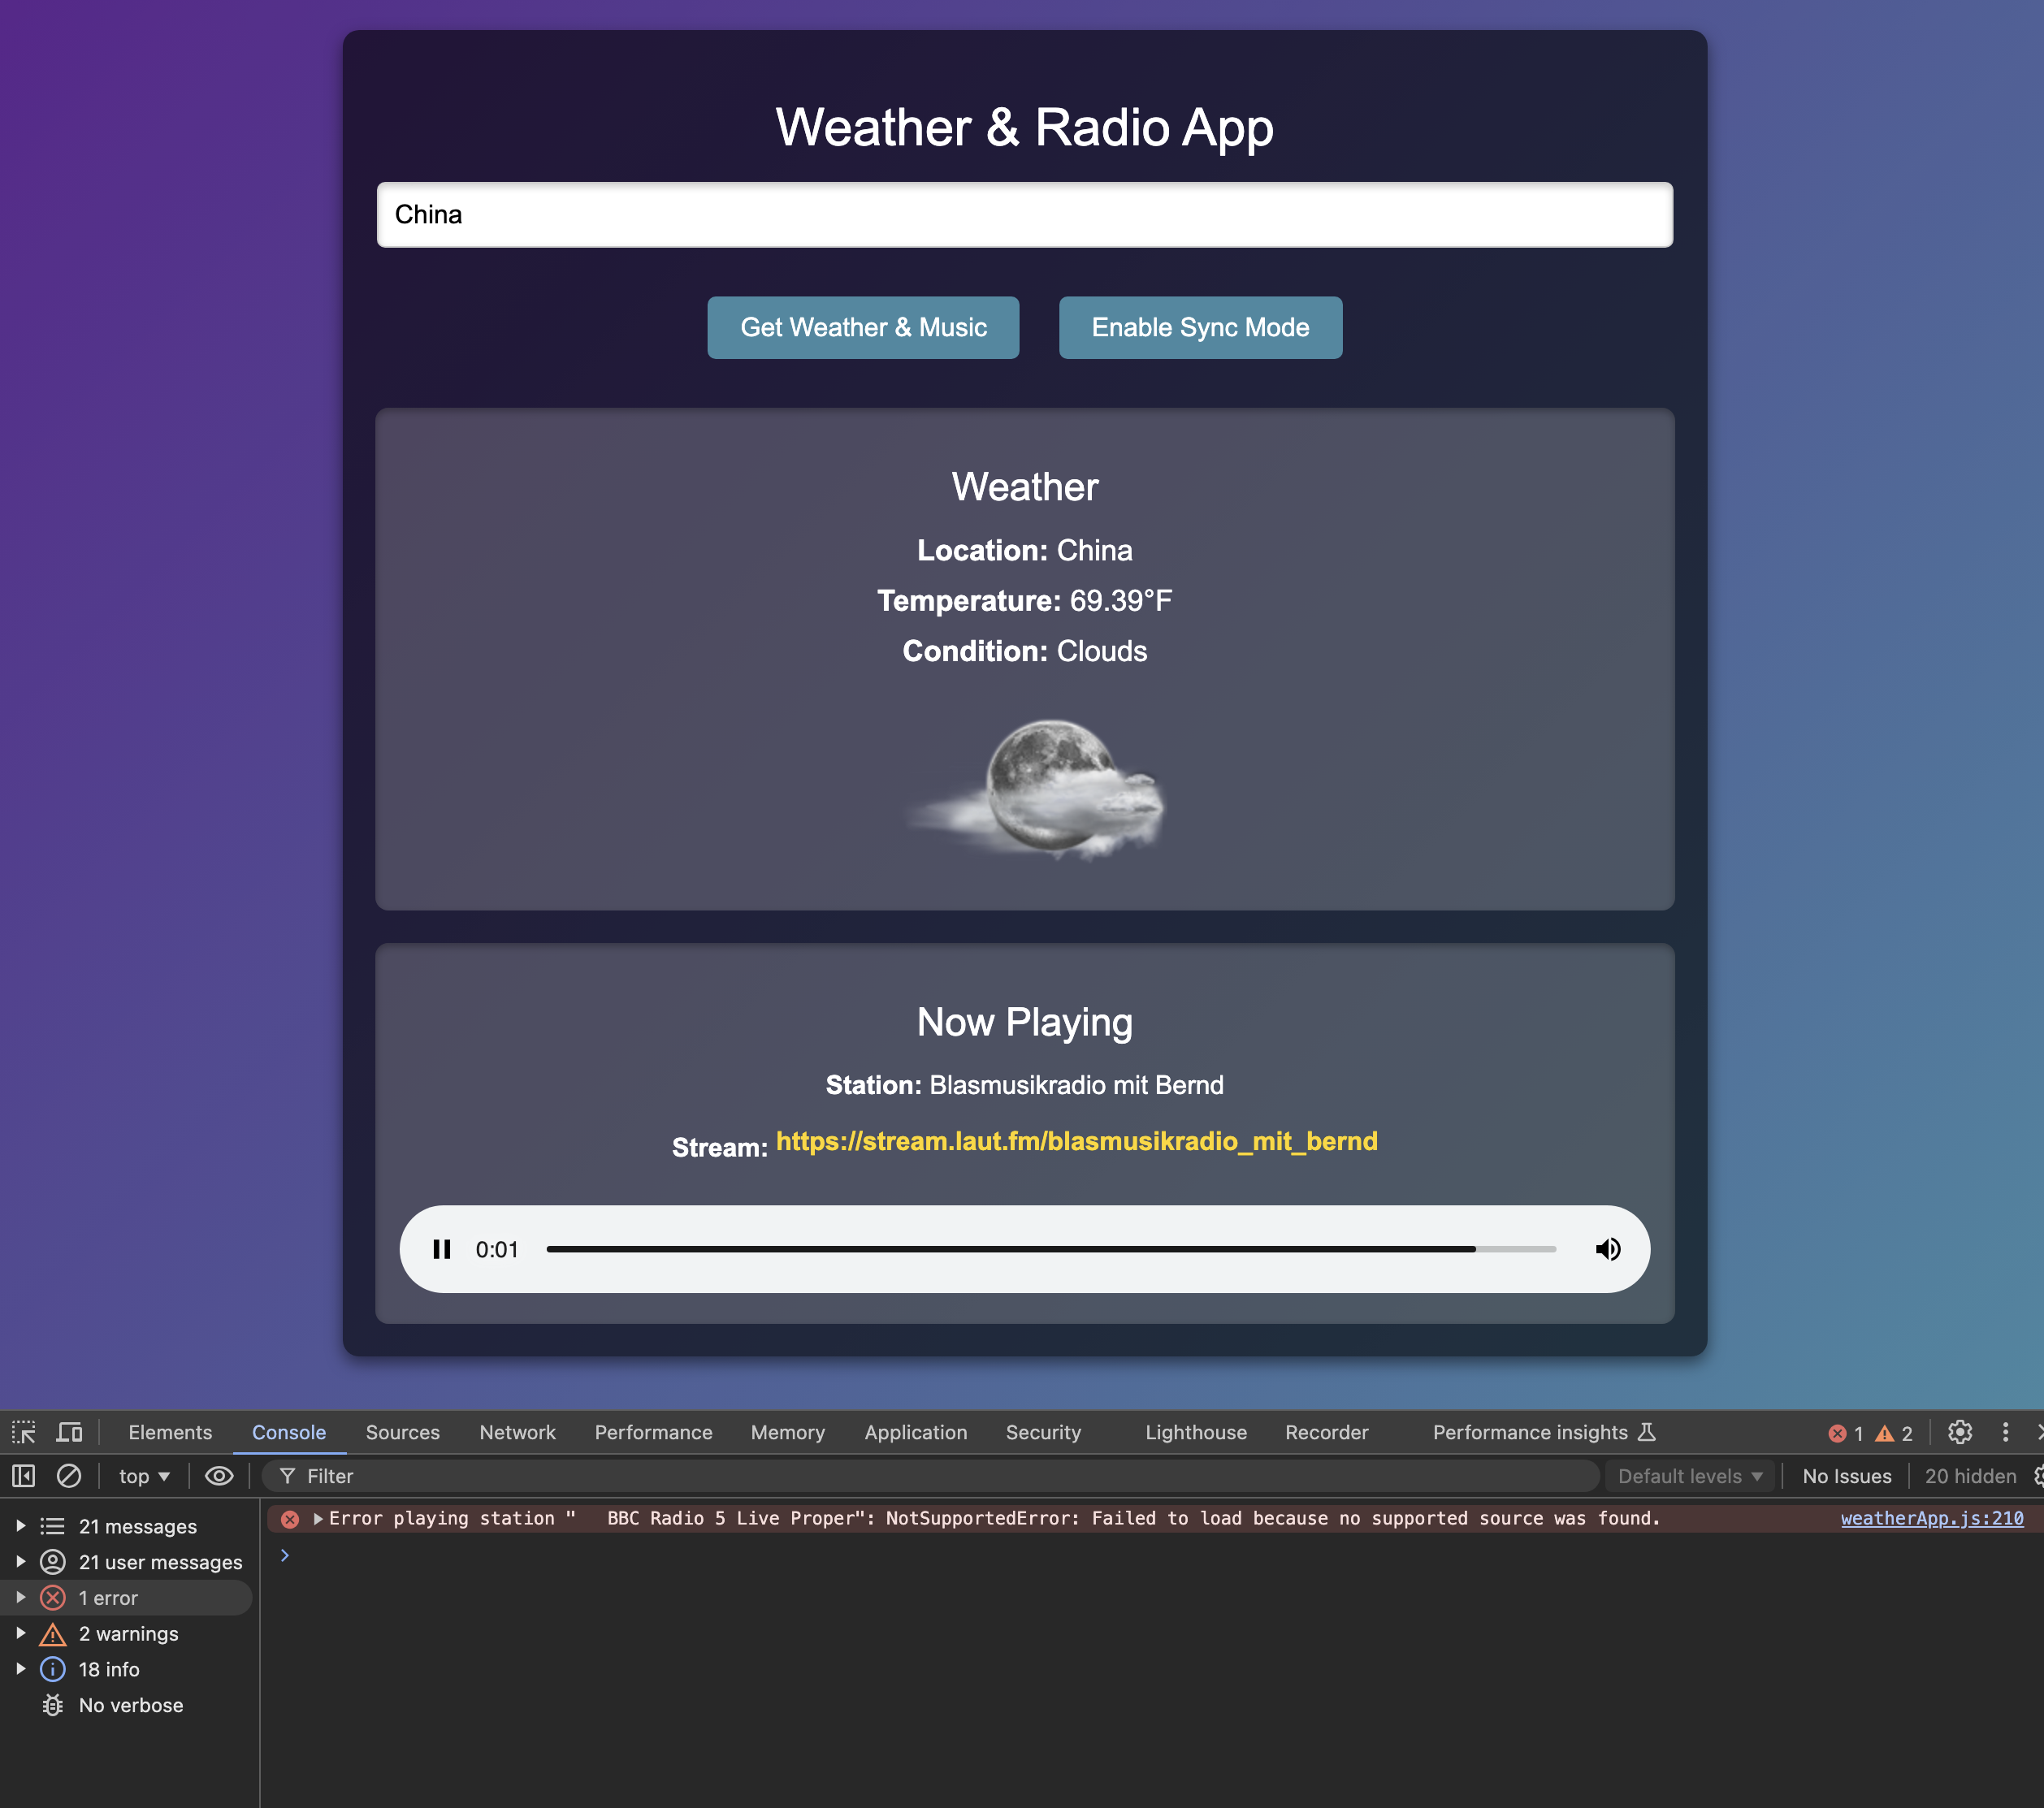 Weather & Radio App
China
Get Weather & Music
Enable Sync Mode
Weather
Location: China
Temperature: 69.39°F
Condition: Clouds
Now Playing
Station: Blasmusikradio mit Bernd
Stream: https://stream.laut.fm/blasmusikradio_mit_bernd
0:01
Elements Console Sources Network Performance Memory Application Security Lighthouse Recorder Performance insights 1 2
top Filter Default levels No Issues 20 hidden
21 messages
21 user messages
1 error
2 warnings
18 info
No verbose
Error playing station "   BBC Radio 5 Live Proper": NotSupportedError: Failed to load because no supported source was found. weatherApp.js:210